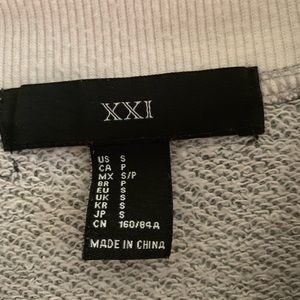 XXI
US S
CA P
MX S/P
BR P
EU S
UK S
KR S
JP S
CN 160/84A
MADE IN CHINA